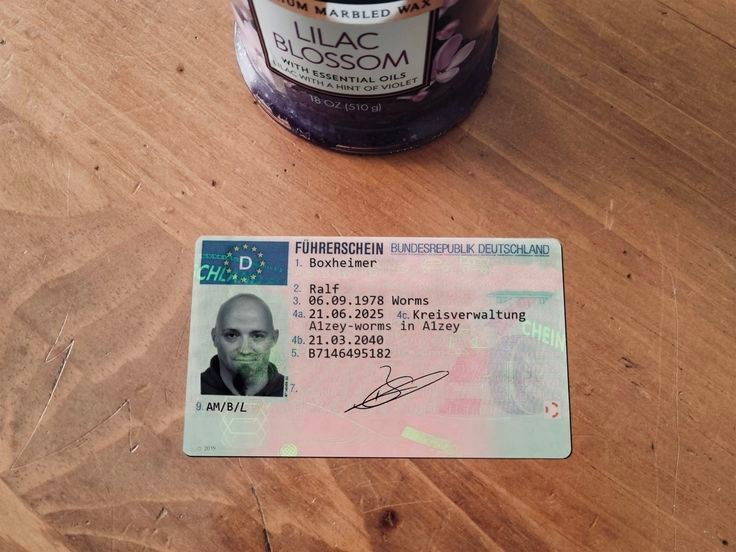 IUM MARBLED WAX
LILAC
BLOSSOM
WITH ESSENTIAL OILS
LILAC WITH A HINT OF VIOLET
18 OZ (510 g)
D
FÜHRERSCHEIN BUNDESREPUBLIK DEUTSCHLAND
1. Boxheimer
2. Ralf
3. 06.09.1978 Worms
4a. 21.06.2025 4c. Kreisverwaltung
Alzey-worms in Alzey
4b. 21.03.2040
5. B7146495182
7.
9. AM/B/L
CHEIN